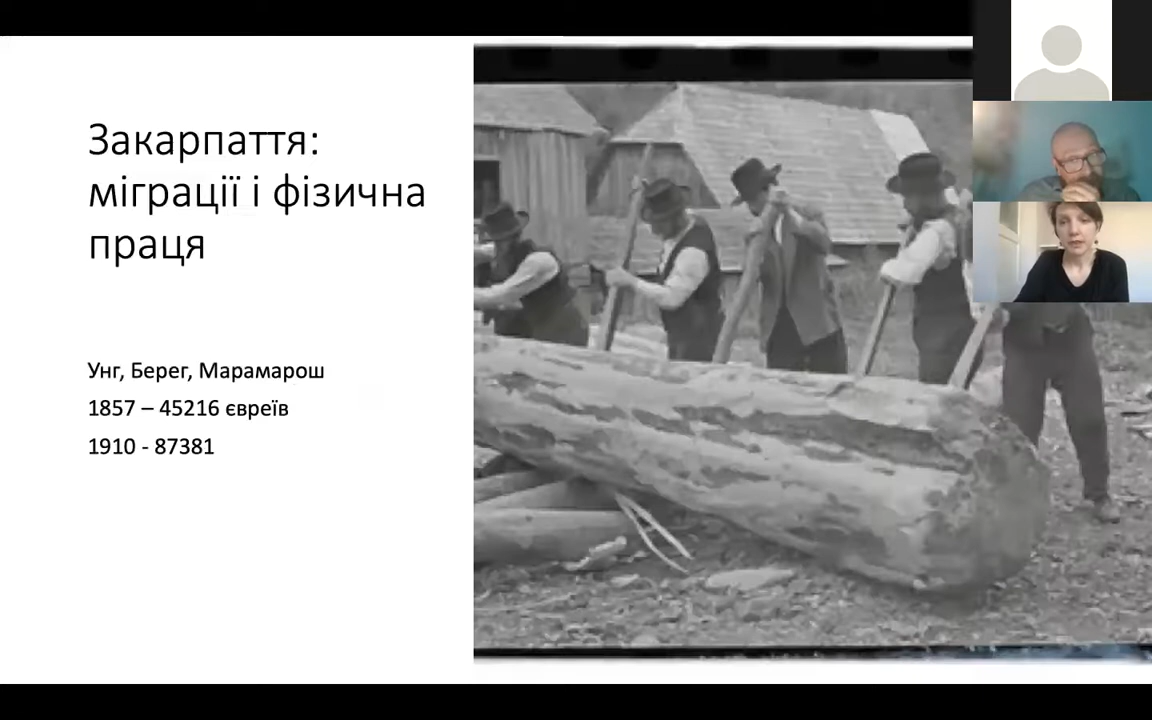 Закарпаття:
міграції і фізична
праця
Унг, Берег, Марамарош
1857 – 45216 євреїв
1910 - 87381